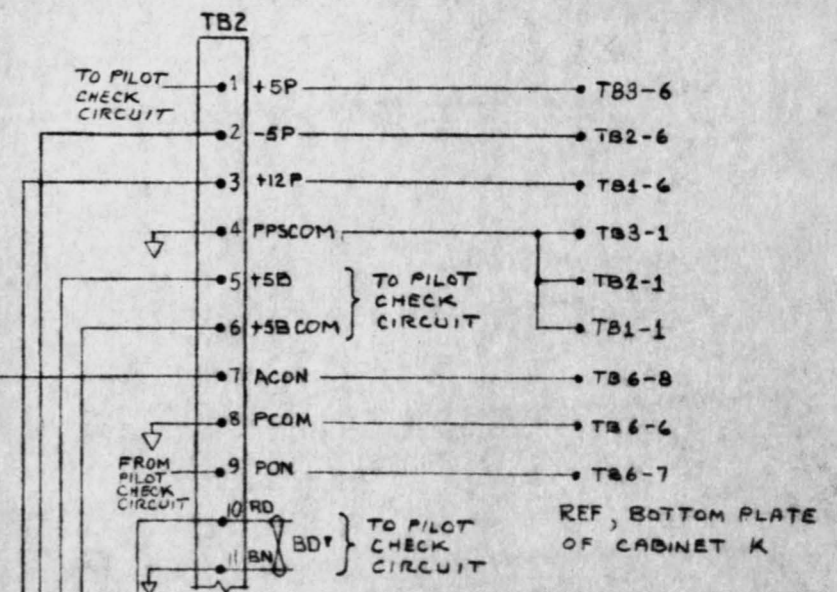 TB2
TO PILOT
CHECK
CIRCUIT
1 +5P TB3-6
2 -5P TB2-6
3 +12P TB1-6
4 PPSCOM TB3-1
5 +5B TB2-1
TO PILOT
CHECK
CIRCUIT
6 +5BCOM TB1-1
7 ACON TB6-8
8 PCOM TB6-6
FROM
PILOT
CHECK
CIRCUIT
9 PON TB6-7
10 RD
11 BN
BD
TO PILOT
CHECK
CIRCUIT
REF, BOTTOM PLATE
OF CABINET K